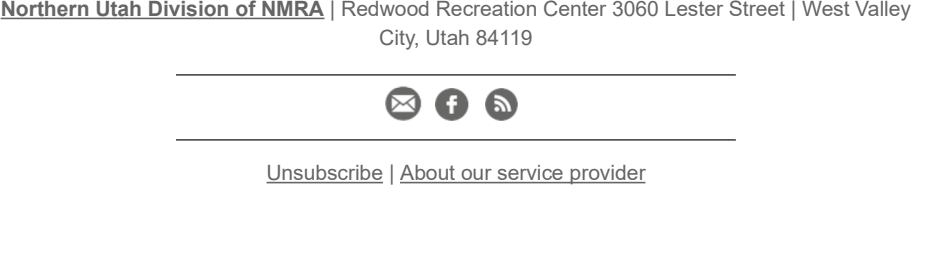 Northern Utah Division of NMRA | Redwood Recreation Center 3060 Lester Street | West Valley
City, Utah 84119
Unsubscribe | About our service provider